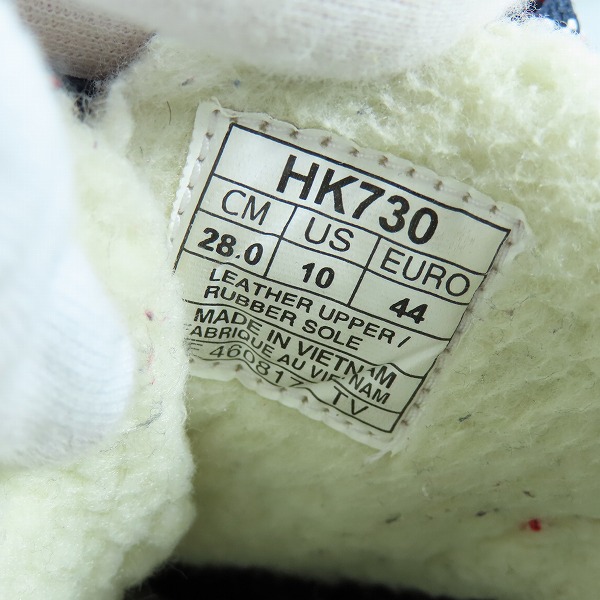 HK730
CM US EURO
28.0 10 44
LEATHER UPPER /
RUBBER SOLE
MADE IN VIETNAM
FABRIQUE AU VIETNAM
460817 TV